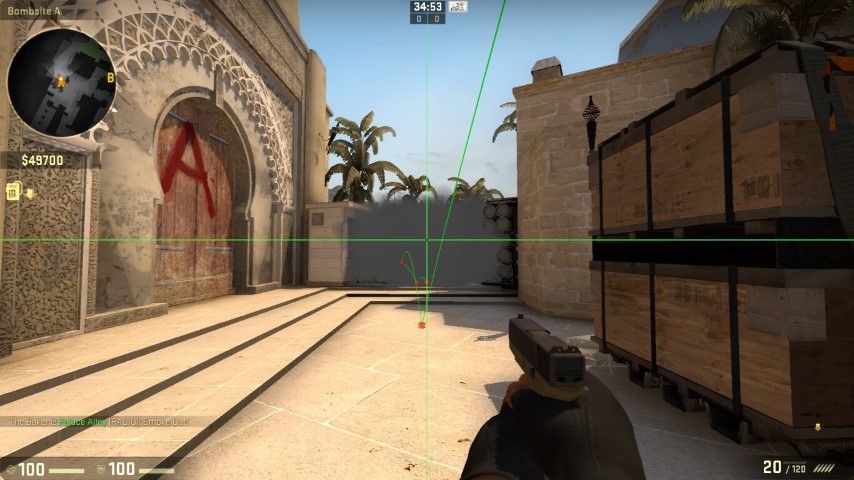 Bombsite A
34:53
0 0
B
$49700
A
The Baker @ Palace Alley (RADIO): Smoke Out!
100 100
20 / 120